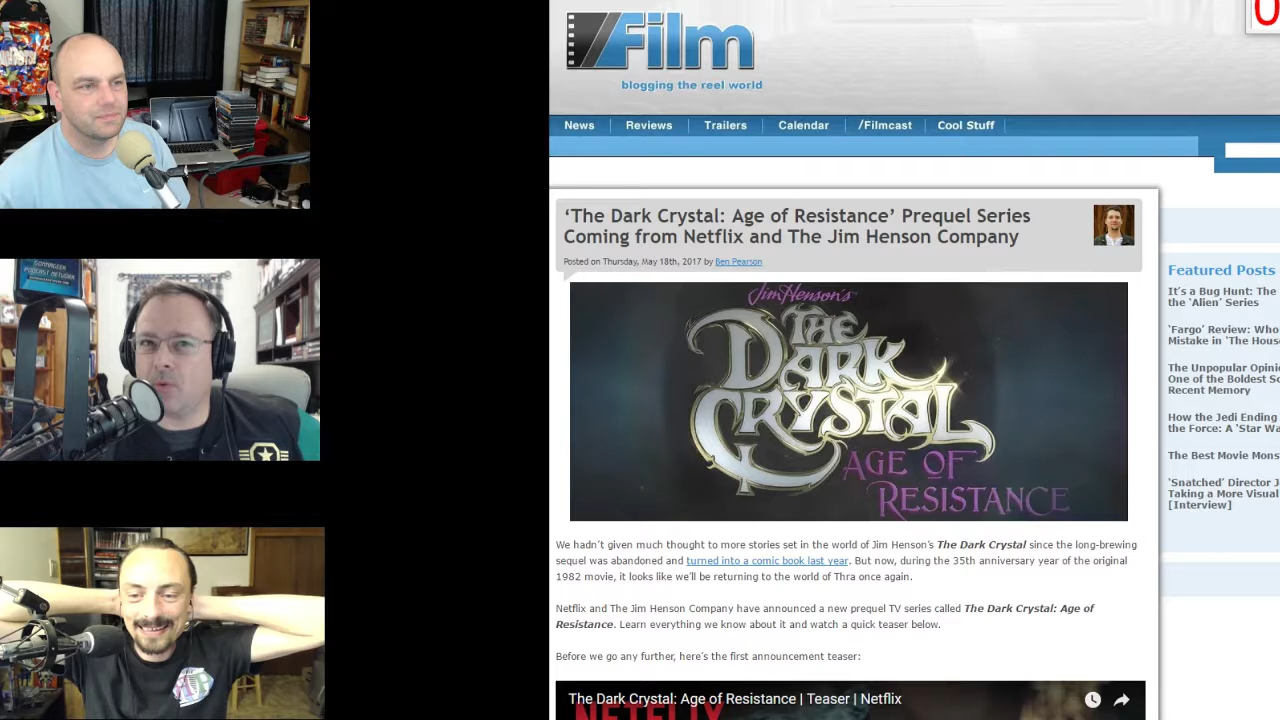 GONNAGEEK
PODCAST NETWORK
/Film
blogging the reel world
News
Reviews
Trailers
Calendar
/Filmcast
Cool Stuff
‘The Dark Crystal: Age of Resistance’ Prequel Series
Coming from Netflix and The Jim Henson Company
Posted on Thursday, May 18th, 2017 by Ben Pearson
Jim Henson's
THE
DARK
CRYSTAL
AGE OF
RESISTANCE
We hadn’t given much thought to more stories set in the world of Jim Henson’s The Dark Crystal since the long-brewing
sequel was abandoned and turned into a comic book last year. But now, during the 35th anniversary year of the original
1982 movie, it looks like we’ll be returning to the world of Thra once again.
Netflix and The Jim Henson Company have announced a new prequel TV series called The Dark Crystal: Age of
Resistance. Learn everything we know about it and watch a quick teaser below.
Before we go any further, here’s the first announcement teaser:
The Dark Crystal: Age of Resistance | Teaser | Netflix
NETFLIX
Featured Posts
It’s a Bug Hunt: The
the ‘Alien’ Series
‘Fargo’ Review: Who
Mistake in ‘The House
The Unpopular Opini
One of the Boldest Sc
Recent Memory
How the Jedi Ending
the Force: A ‘Star Wa
The Best Movie Mons
‘Snatched’ Director J
Taking a More Visual
[Interview]